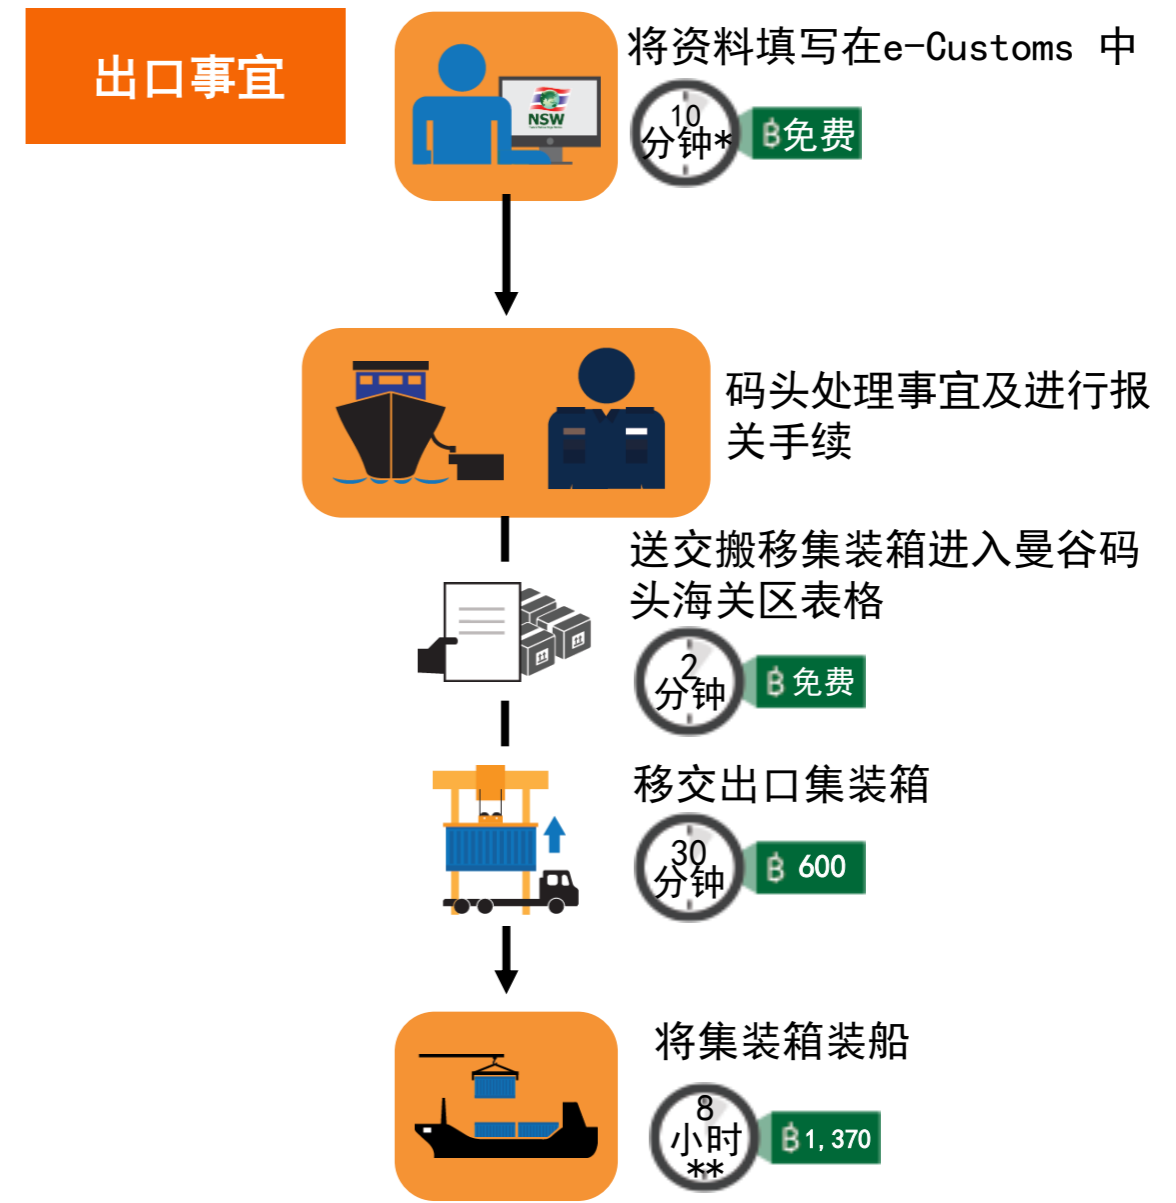 出口事宜
将资料填写在e-Customs 中
10
分钟*
฿免费
NSW
码头处理事宜及进行报
关手续
送交搬移集装箱进入曼谷码
头海关区表格
2
分钟
฿免费
移交出口集装箱
30
分钟
฿ 600
将集装箱装船
8
小时
**
฿1,370